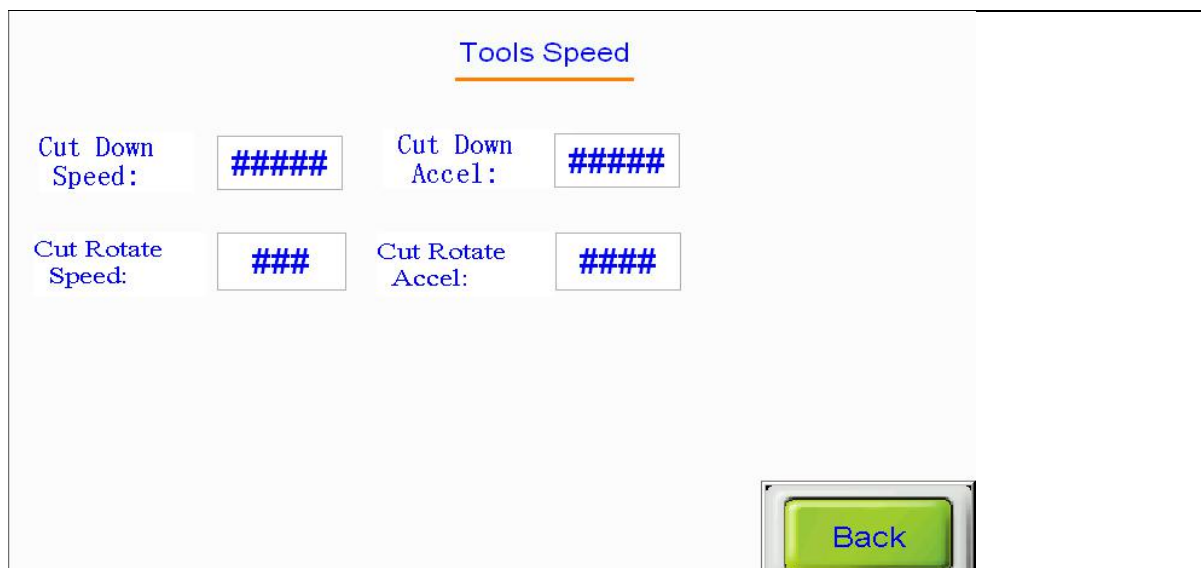 Tools Speed
Cut Down
Speed:
#####
Cut Down
Accel:
#####
Cut Rotate
Speed:
###
Cut Rotate
Accel:
####
Back